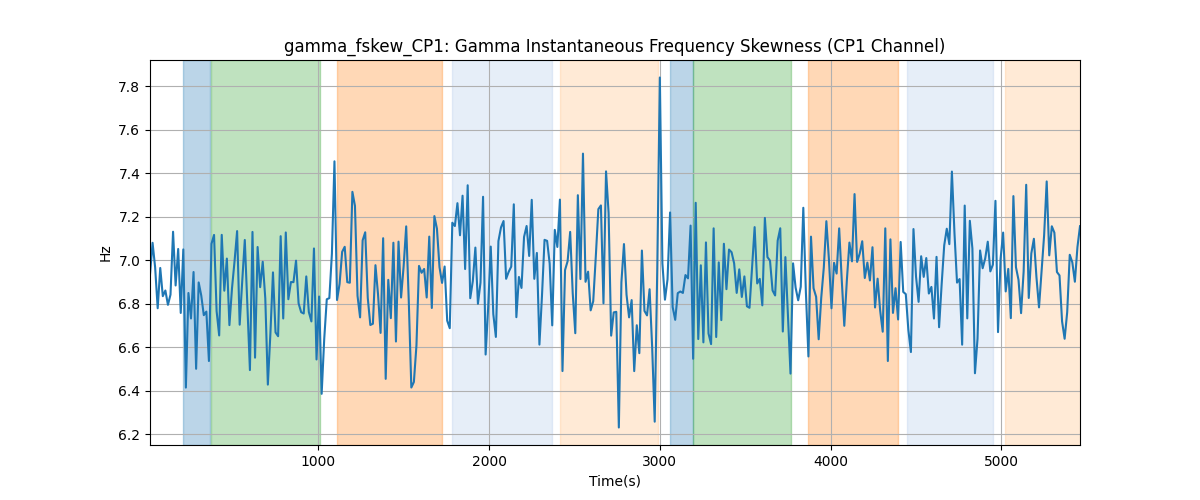 gamma_fskew_CP1: Gamma Instantaneous Frequency Skewness (CP1 Channel)
7.8
7.6
7.4
7.2
7.0
6.8
6.6
6.4
6.2
Hz
1000 2000 3000 4000 5000
Time(s)